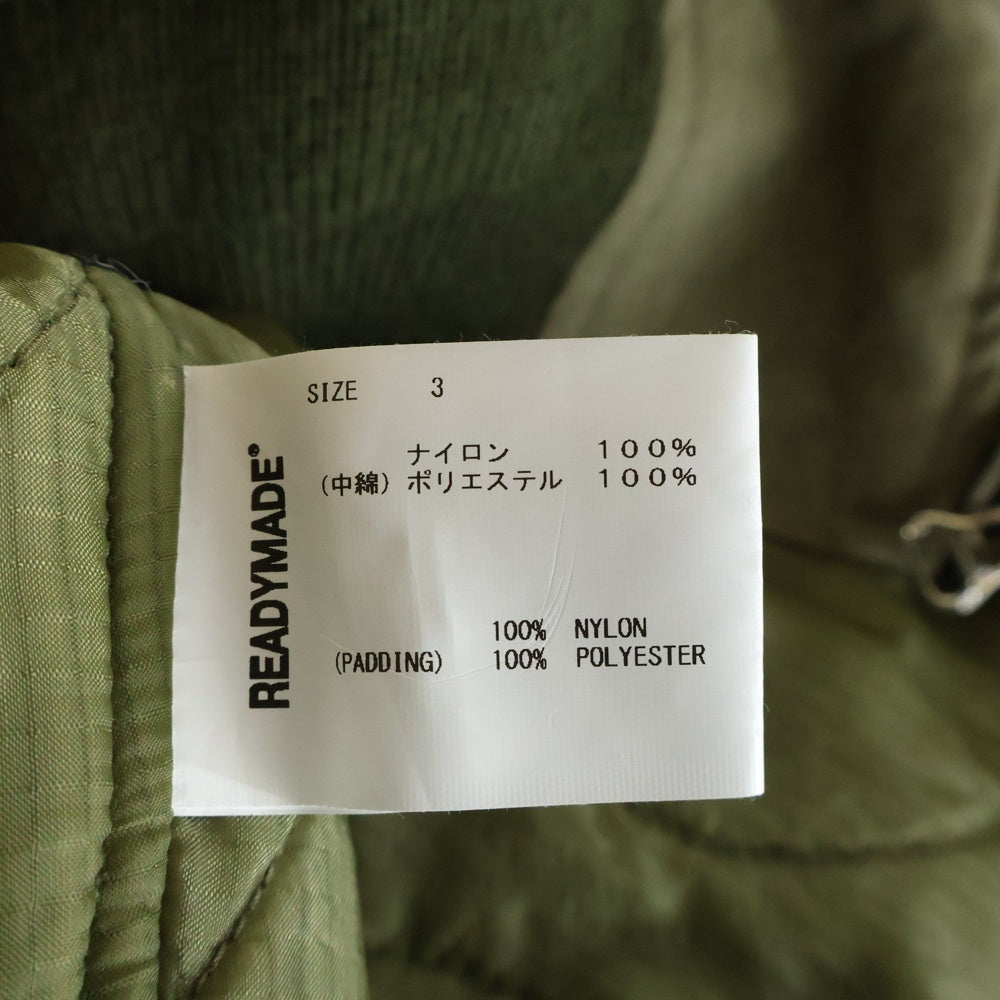 SIZE 3
READYMADE®
ナイロン 100%
(中綿) ポリエステル 100%
100% NYLON
(PADDING) 100% POLYESTER